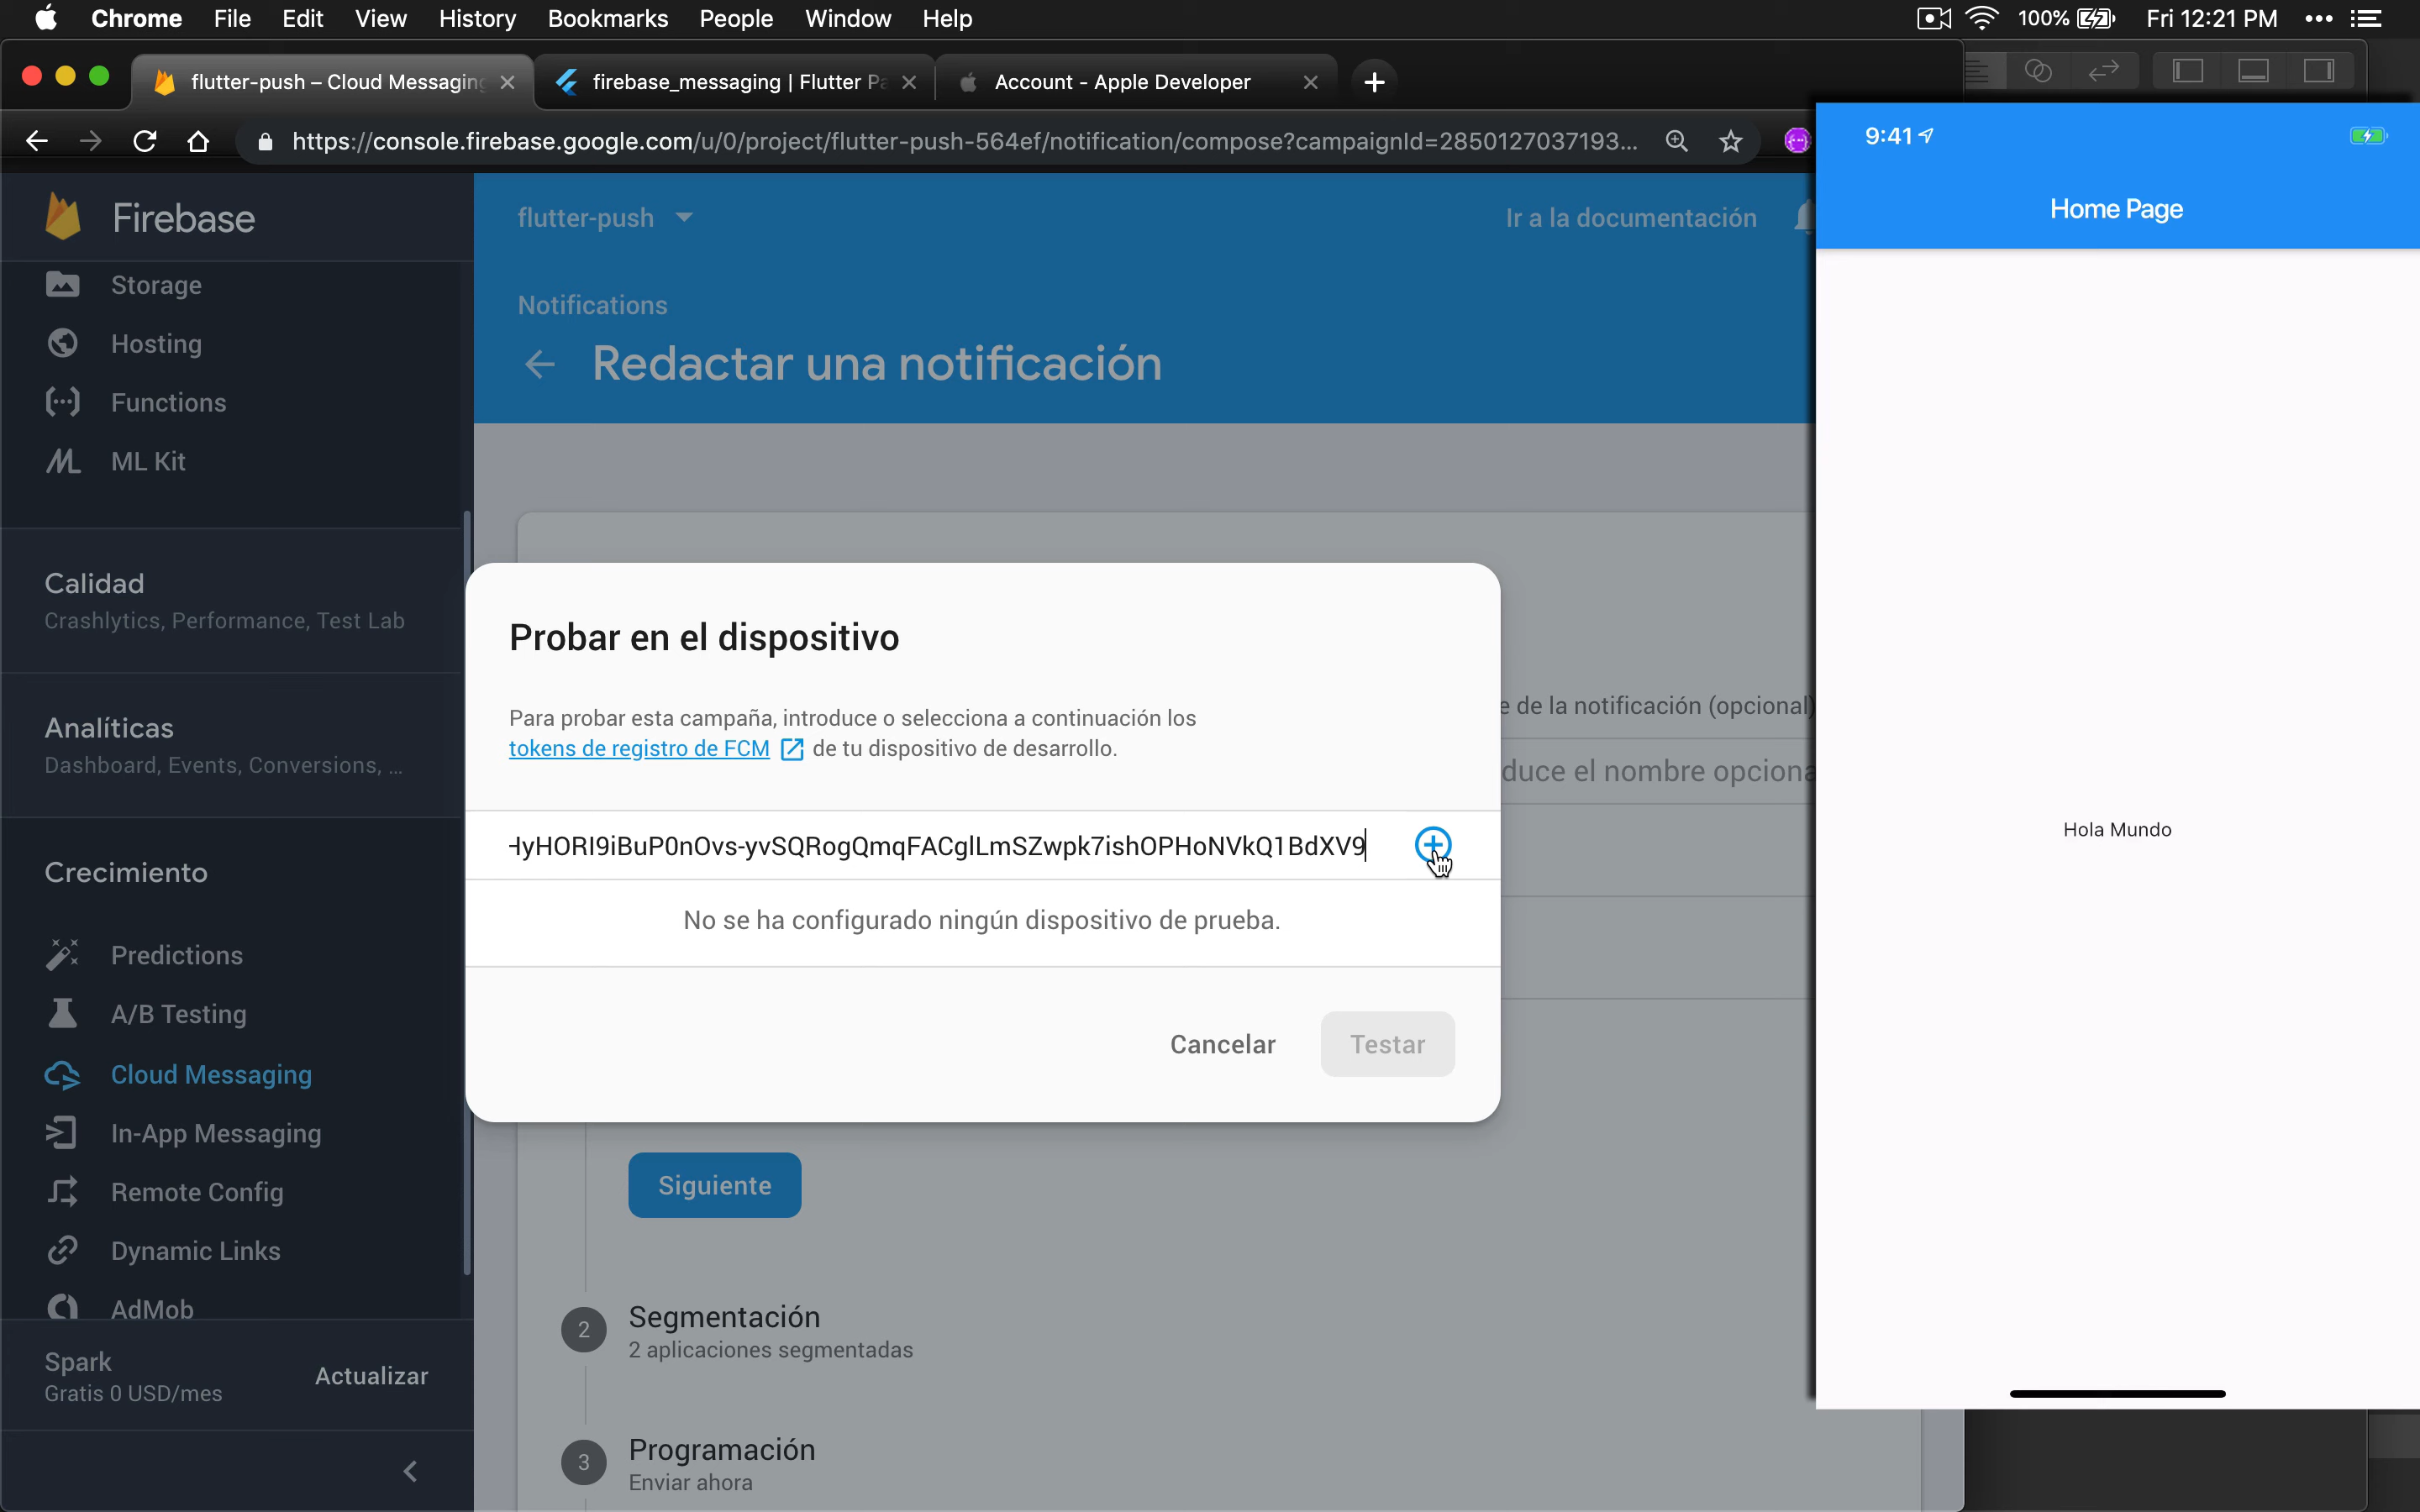 Chrome File Edit View History Bookmarks People Window Help
100% Fri 12:21 PM
flutter-push – Cloud Messaging
firebase_messaging | Flutter Pa
Account - Apple Developer
https://console.firebase.google.com/u/0/project/flutter-push-564ef/notification/compose?campaignId=2850127037193...
Firebase
Storage
Hosting
Functions
ML Kit
Calidad
Crashlytics, Performance, Test Lab
Analíticas
Dashboard, Events, Conversions, ...
Crecimiento
Predictions
A/B Testing
Cloud Messaging
In-App Messaging
Remote Config
Dynamic Links
AdMob
Spark
Gratis 0 USD/mes
Actualizar
flutter-push
Ir a la documentación
Notifications
Redactar una notificación
e de la notificación (opcional)
duce el nombre opciona
Probar en el dispositivo
Para probar esta campaña, introduce o selecciona a continuación los
tokens de registro de FCM de tu dispositivo de desarrollo.
HyHORI9iBuP0nOvs-yvSQRogQmqFACglLmSZwpk7ishOPHoNVkQ1BdXV9
No se ha configurado ningún dispositivo de prueba.
Cancelar
Testar
Siguiente
2
Segmentación
2 aplicaciones segmentadas
3
Programación
Enviar ahora
9:41
Home Page
Hola Mundo